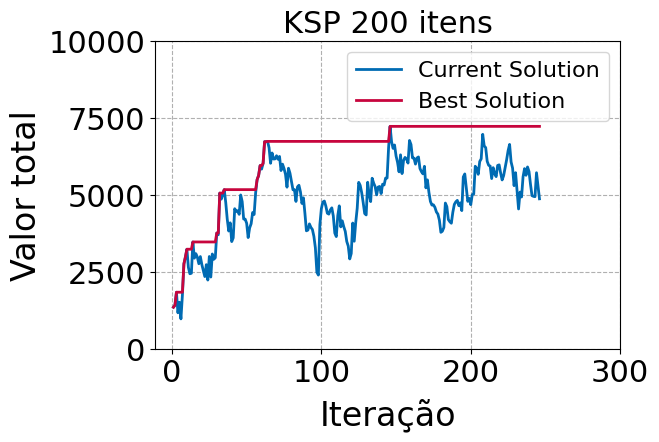 KSP 200 itens
Valor total
10000
7500
5000
2500
0
Current Solution
Best Solution
0 100 200 300
Iteração